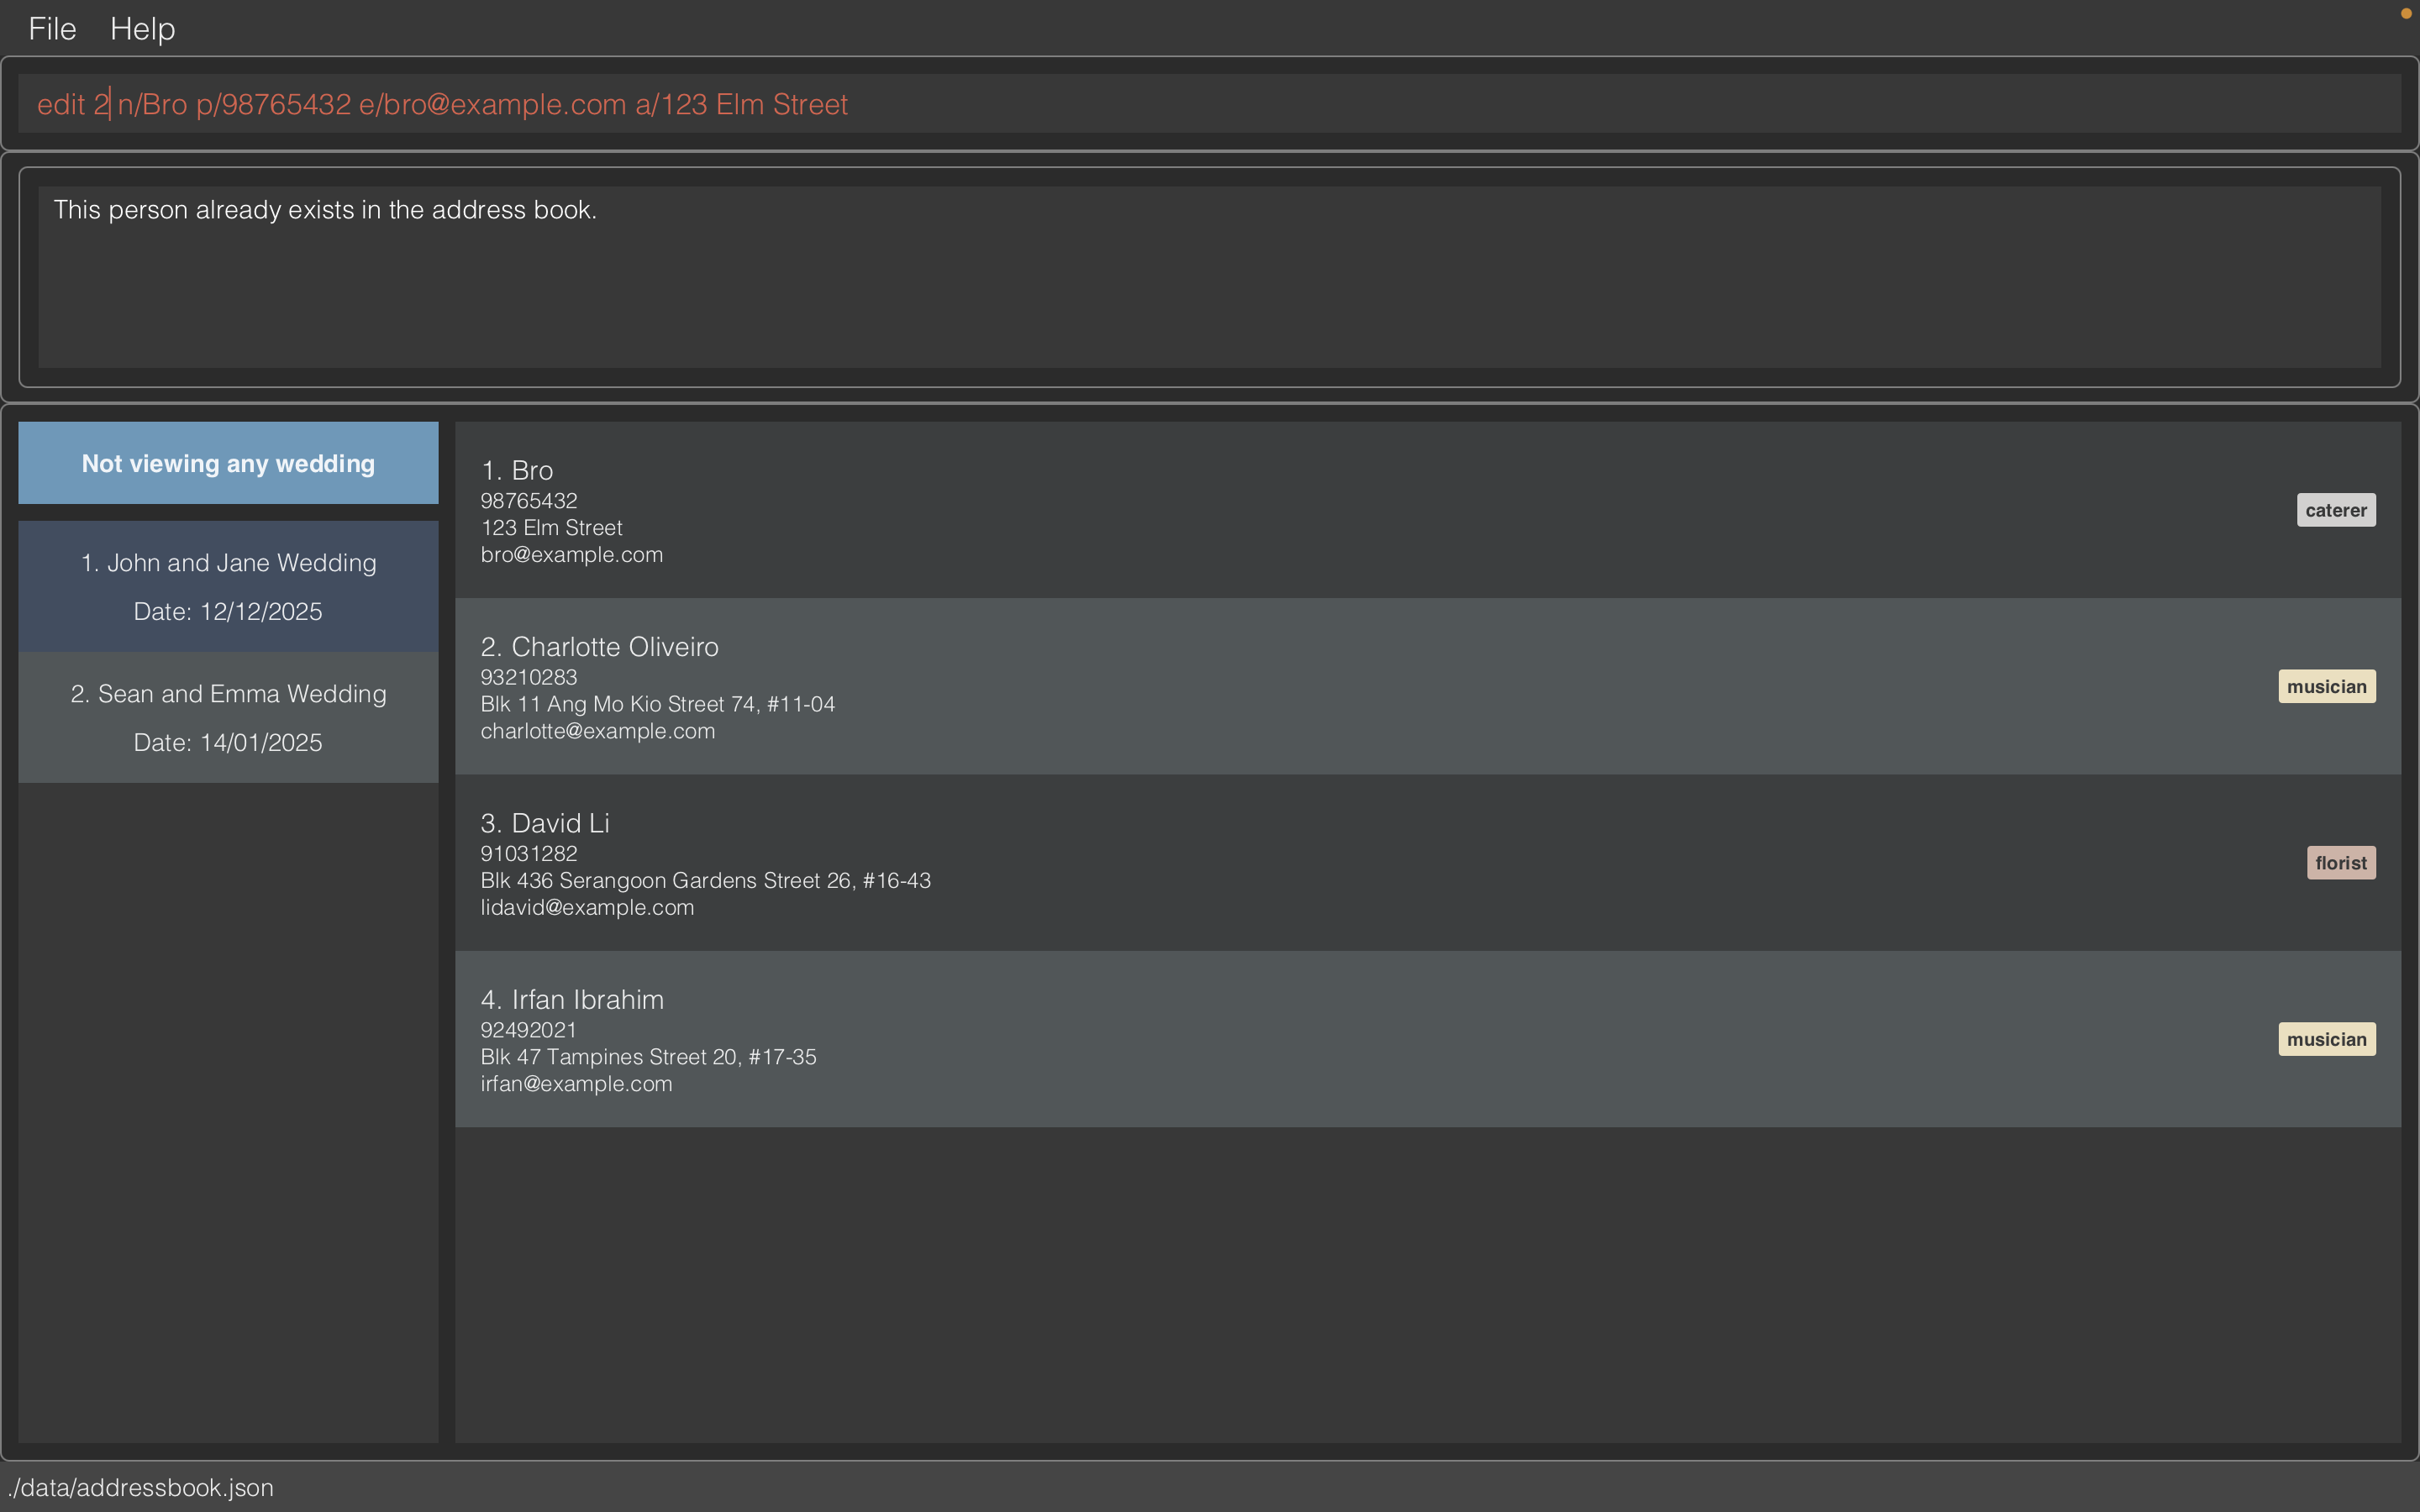 File Help
edit 2 n/Bro p/98765432 e/bro@example.com a/123 Elm Street
This person already exists in the address book.
Not viewing any wedding
1. John and Jane Wedding
Date: 12/12/2025
2. Sean and Emma Wedding
Date: 14/01/2025
1. Bro
98765432
123 Elm Street
bro@example.com
caterer
2. Charlotte Oliveiro
93210283
Blk 11 Ang Mo Kio Street 74, #11-04
charlotte@example.com
musician
3. David Li
91031282
Blk 436 Serangoon Gardens Street 26, #16-43
lidavid@example.com
florist
4. Irfan Ibrahim
92492021
Blk 47 Tampines Street 20, #17-35
irfan@example.com
musician
./data/addressbook.json